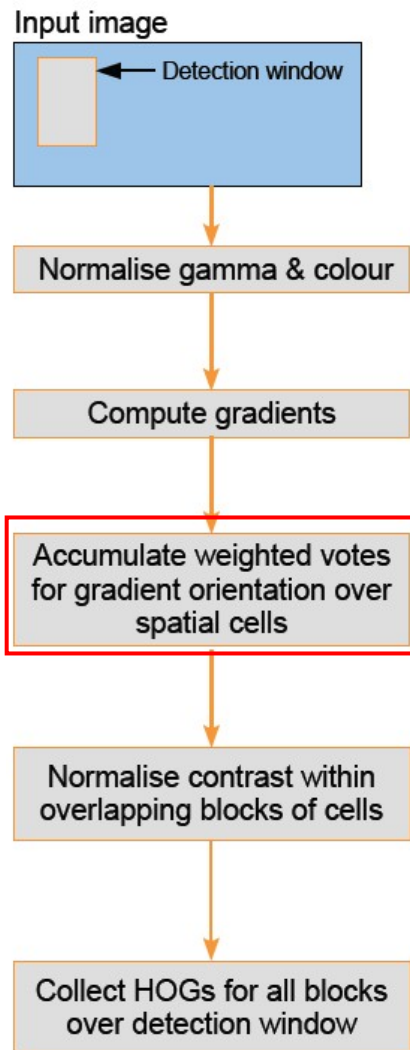 Input image
Detection window
Normalise gamma & colour
Compute gradients
Accumulate weighted votes
for gradient orientation over
spatial cells
Normalise contrast within
overlapping blocks of cells
Collect HOGs for all blocks
over detection window